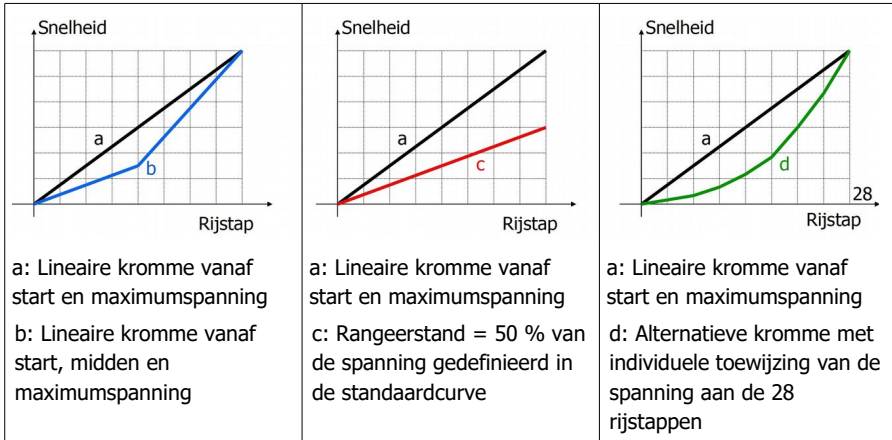 Snelheid
a
b
Rijstap
a: Lineaire kromme vanaf
start en maximumspanning
b: Lineaire kromme vanaf
start, midden en
maximumspanning
Snelheid
a
c
Rijstap
a: Lineaire kromme vanaf
start en maximumspanning
c: Rangeerstand = 50 % van
de spanning gedefinieerd in
de standaardcurve
Snelheid
a
d
28
Rijstap
a: Lineaire kromme vanaf
start en maximumspanning
d: Alternatieve kromme met
individuele toewijzing van de
spanning aan de 28
rijstappen